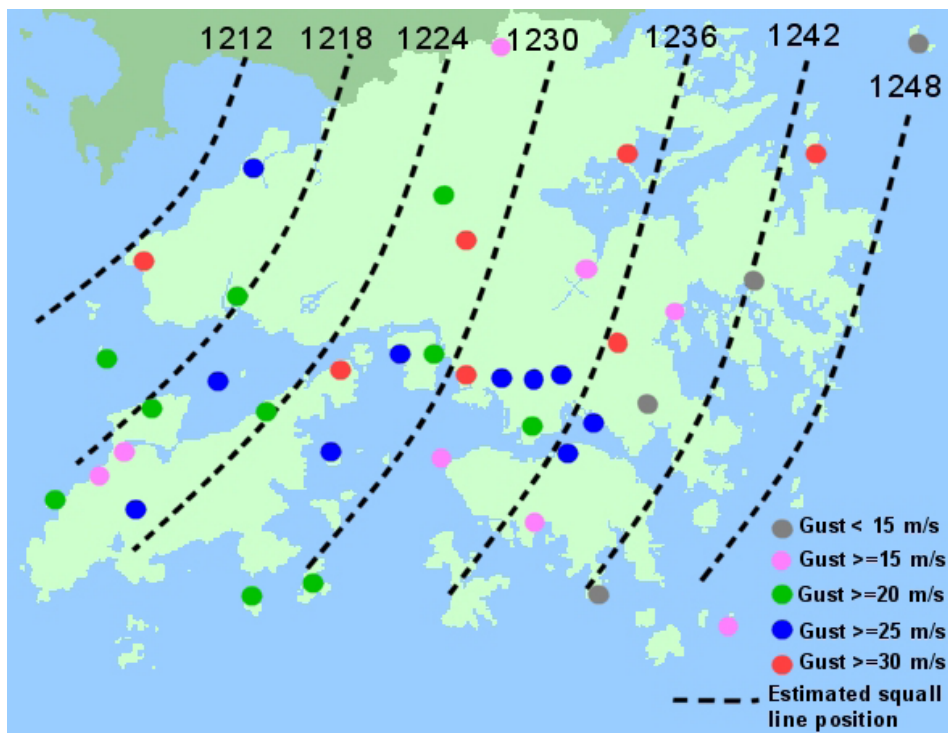 1212 1218 1224 1230 1236 1242
1248
Gust < 15 m/s
Gust >=15 m/s
Gust >=20 m/s
Gust >=25 m/s
Gust >=30 m/s
Estimated squall
line position